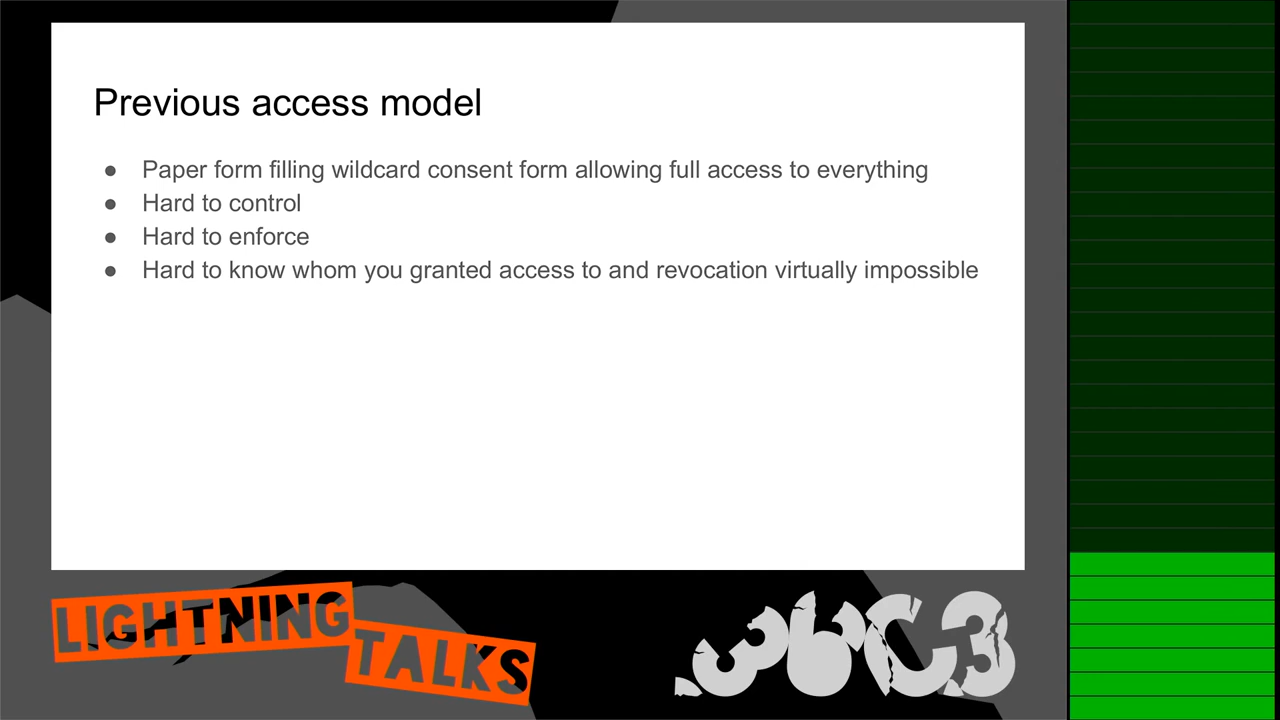 Previous access model
● Paper form filling wildcard consent form allowing full access to everything
● Hard to control
● Hard to enforce
● Hard to know whom you granted access to and revocation virtually impossible
LIGHTNING
TALKS
.36C3